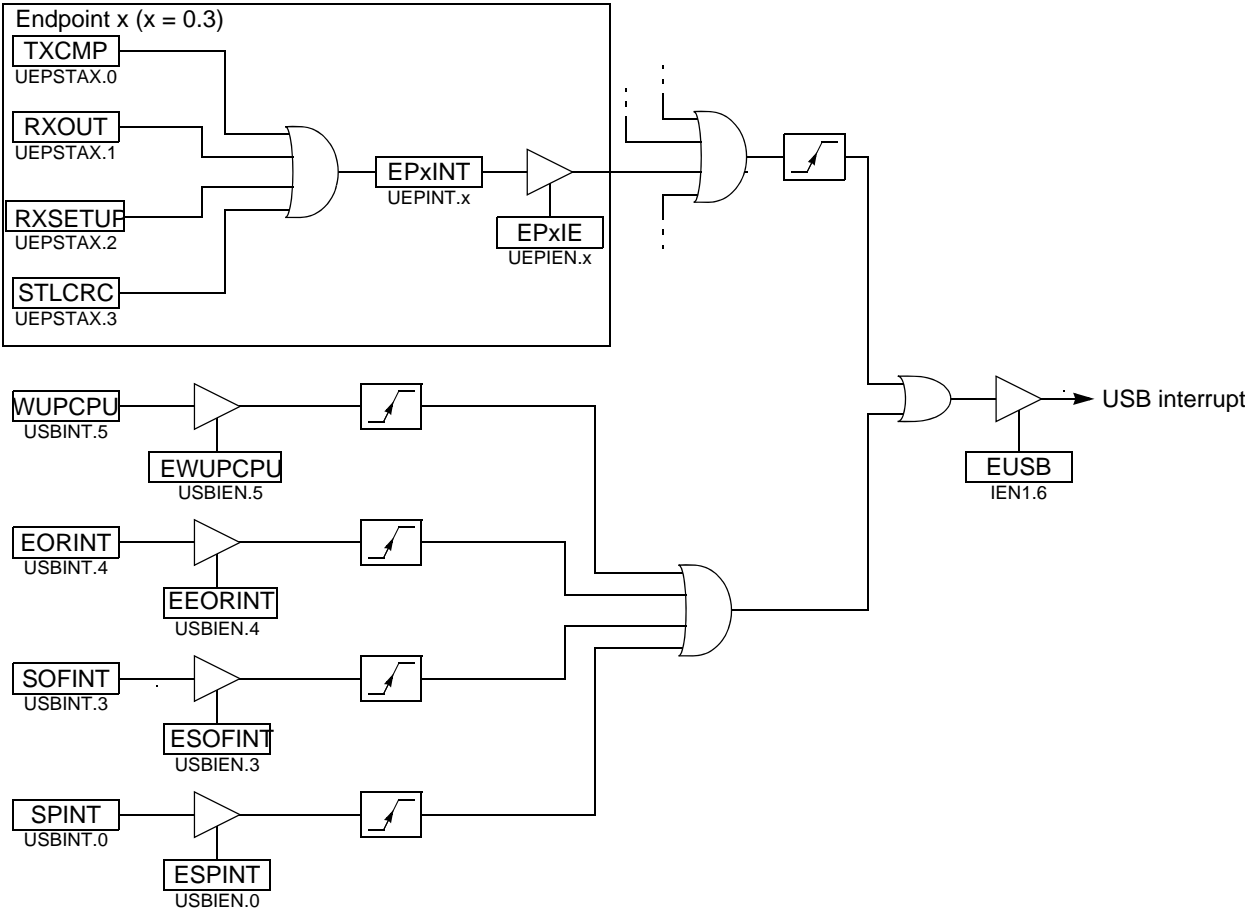 Endpoint x (x = 0.3)
TXCMP
UEPSTAX.0
RXOUT
UEPSTAX.1
RXSETUP
UEPSTAX.2
STLCRC
UEPSTAX.3
EPxINT
UEPINT.x
EPxIE
UEPIEN.x
WUPCPU
USBINT.5
EWUPCPU
USBIEN.5
EORINT
USBINT.4
EEORINT
USBIEN.4
SOFINT
USBINT.3
ESOFINT
USBIEN.3
SPINT
USBINT.0
ESPINT
USBIEN.0
EUSB
IEN1.6
USB interrupt